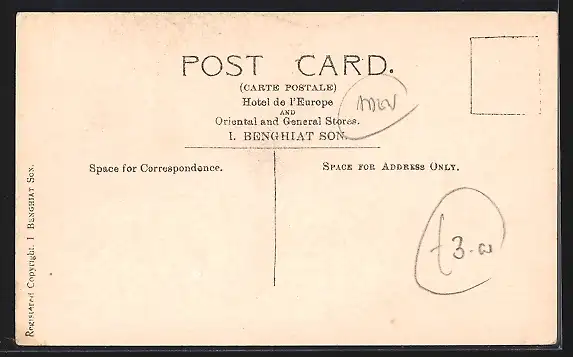 POST CARD.
(CARTE POSTALE)
Hotel de l'Europe
AND
Oriental and General Stores.
I. BENGHIAT SON.
Space for Correspondence.
SPACE FOR ADDRESS ONLY.
£3.00
Registered Copyright. I BENGHIAT SON.